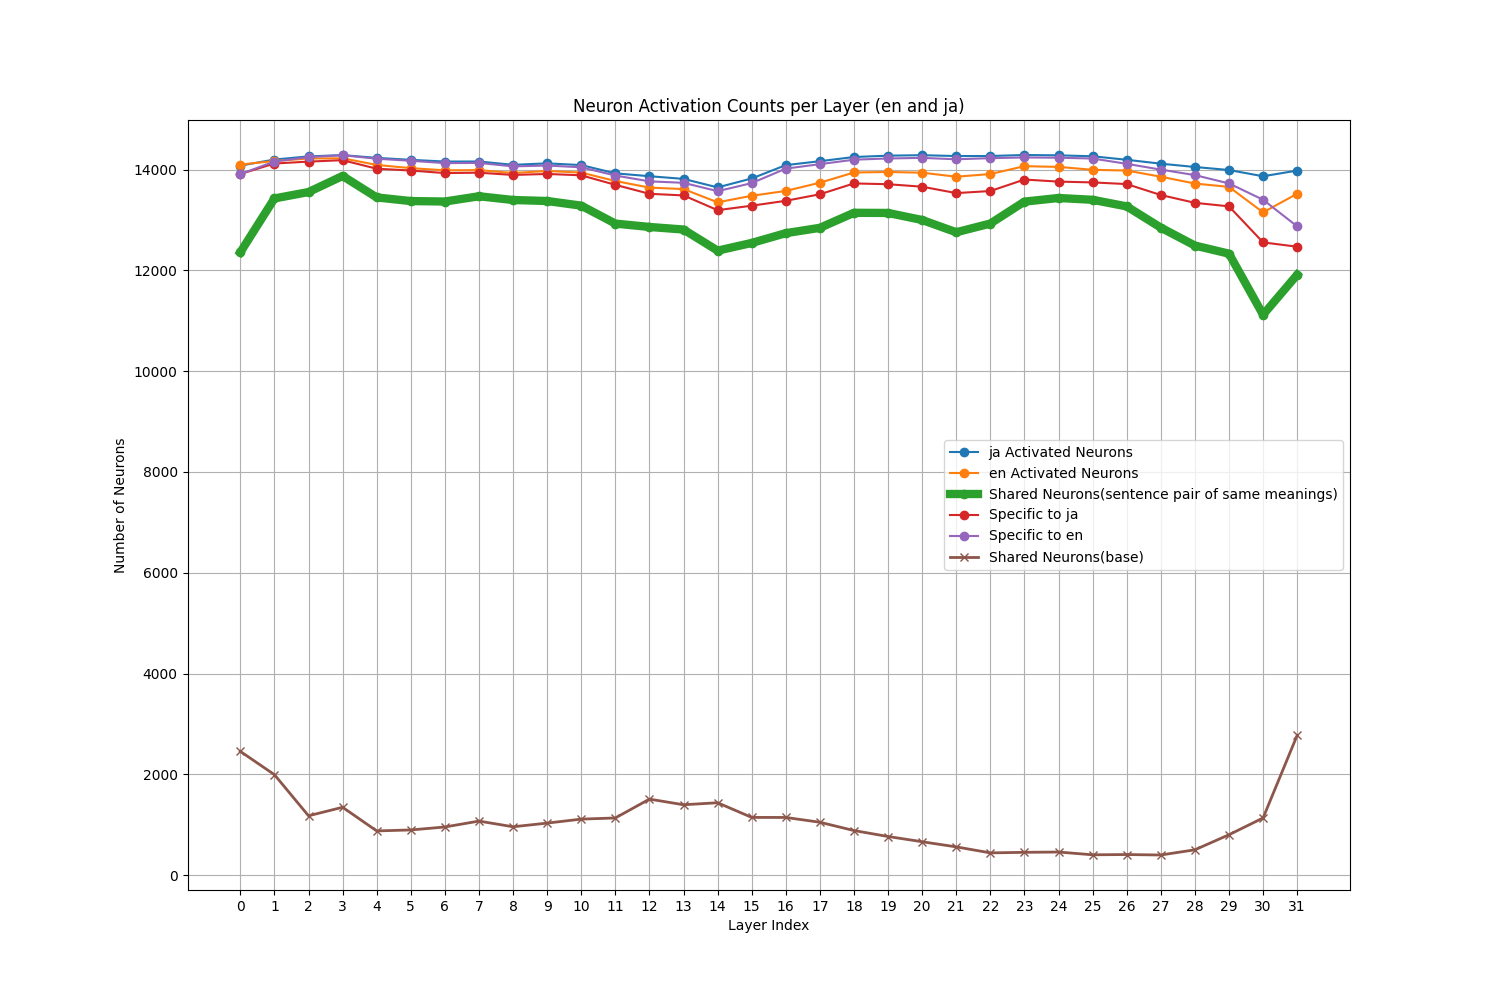 Neuron Activation Counts per Layer (en and ja)
14000
12000
10000
8000
6000
4000
2000
0
Number of Neurons
ja Activated Neurons
en Activated Neurons
Shared Neurons(sentence pair of same meanings)
Specific to ja
Specific to en
Shared Neurons(base)
0 1 2 3 4 5 6 7 8 9 10 11 12 13 14 15 16 17 18 19 20 21 22 23 24 25 26 27 28 29 30 31
Layer Index